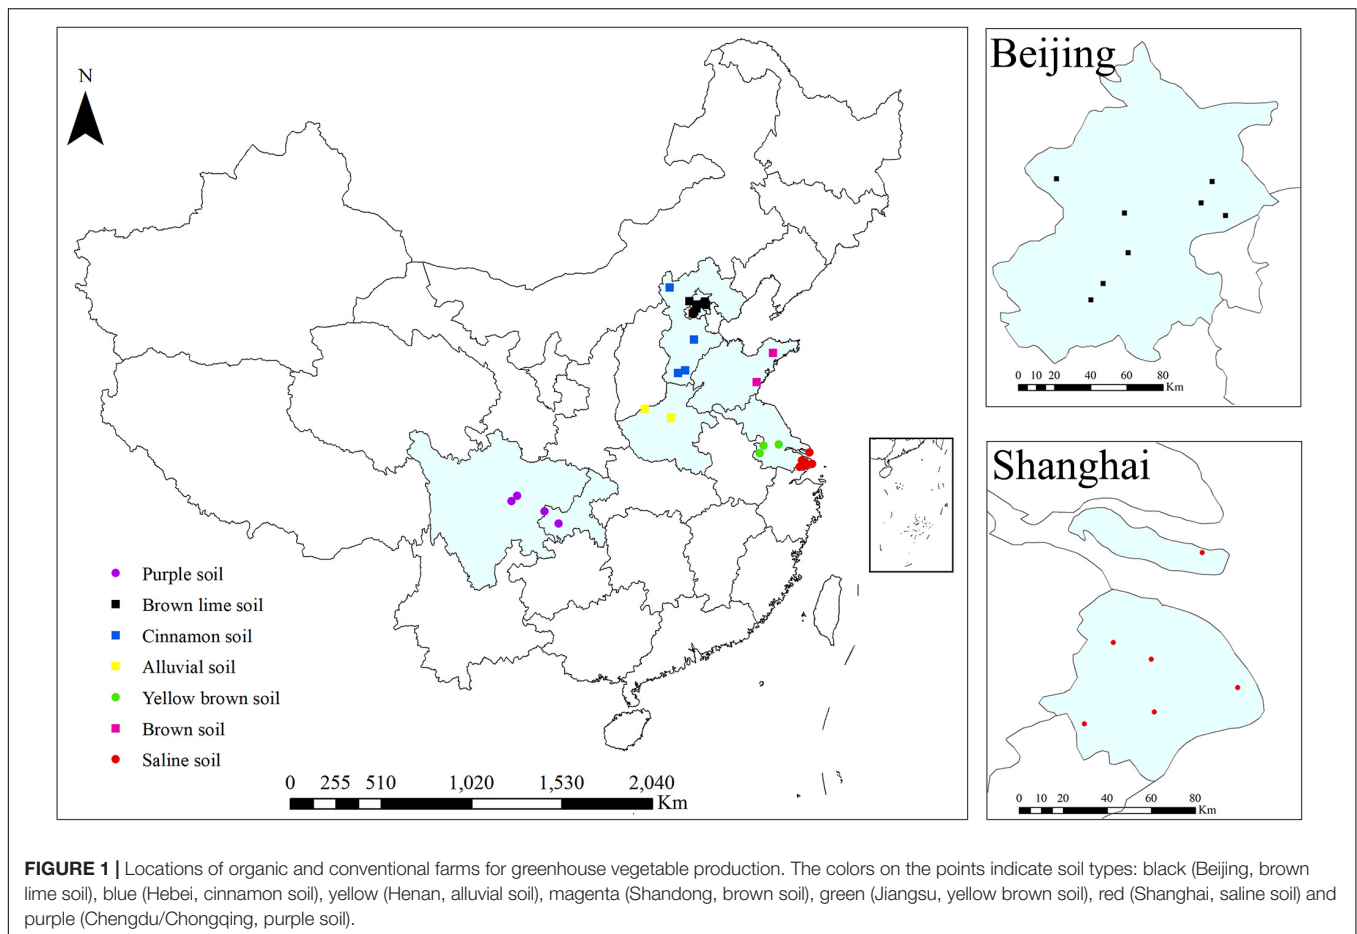 N
Purple soil
Brown lime soil
Cinnamon soil
Alluvial soil
Yellow brown soil
Brown soil
Saline soil
0 255 510 1,020 1,530 2,040
Km
Beijing
0 10 20 40 60 80
Km
Shanghai
0 10 20 40 60 80
Km
FIGURE 1 | Locations of organic and conventional farms for greenhouse vegetable production. The colors on the points indicate soil types: black (Beijing, brown
lime soil), blue (Hebei, cinnamon soil), yellow (Henan, alluvial soil), magenta (Shandong, brown soil), green (Jiangsu, yellow brown soil), red (Shanghai, saline soil) and
purple (Chengdu/Chongqing, purple soil).